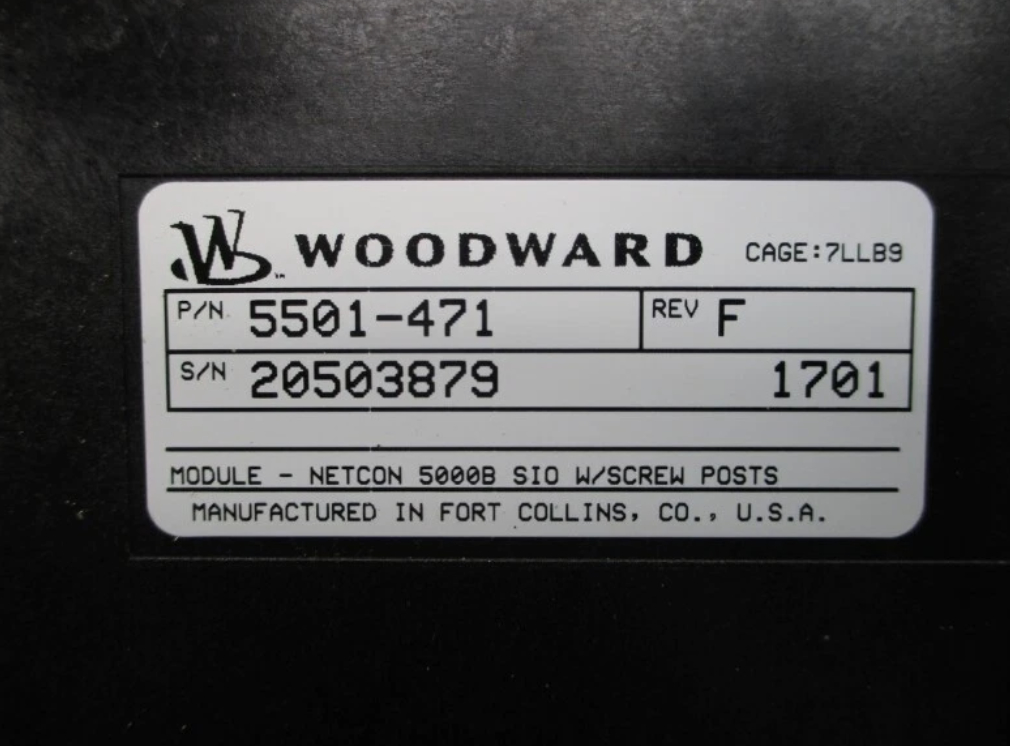 WOODWARD CAGE:7LLB9
P/N 5501-471 REV F
S/N 20503879 1701
MODULE - NETCON 5000B SIO W/SCREW POSTS
MANUFACTURED IN FORT COLLINS, CO., U.S.A.